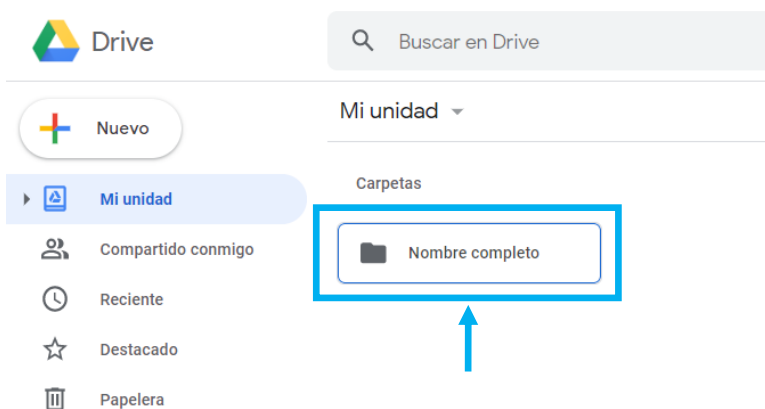 Drive
Buscar en Drive
Nuevo
Mi unidad
Mi unidad
Compartido conmigo
Reciente
Destacado
Papelera
Carpetas
Nombre completo